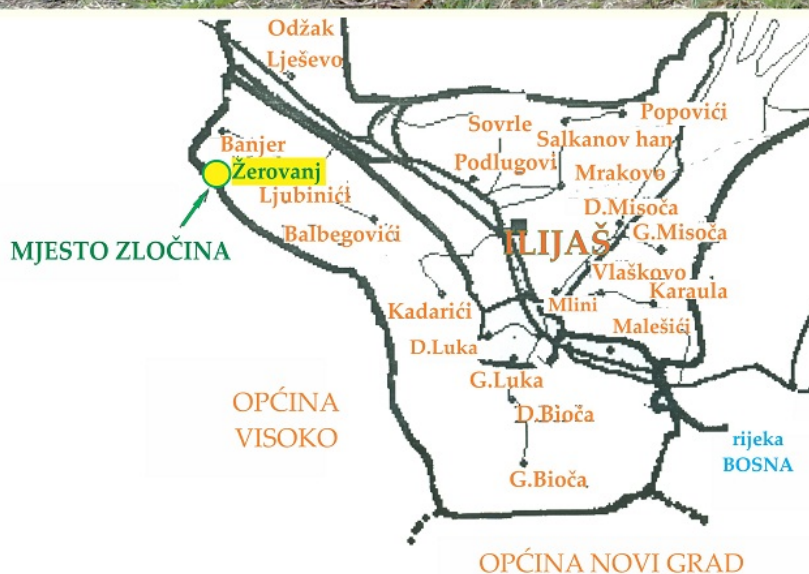 Odžak
Lješevo
Popovići
Sovrle
Salkanov han
Banjer
Podlugovi
Mrakovo
Žerovanj
Ljubinići
D.Misoča
MJESTO ZLOČINA
Balbegovići
ILIJAŠ
G.Misoča
Vlaškovo
Karaula
Kadarići
Mlini
Malešići
D.Luka
G.Luka
OPĆINA
VISOKO
D.Bioča
rijeka
BOSNA
G.Bioča
OPĆINA NOVI GRAD